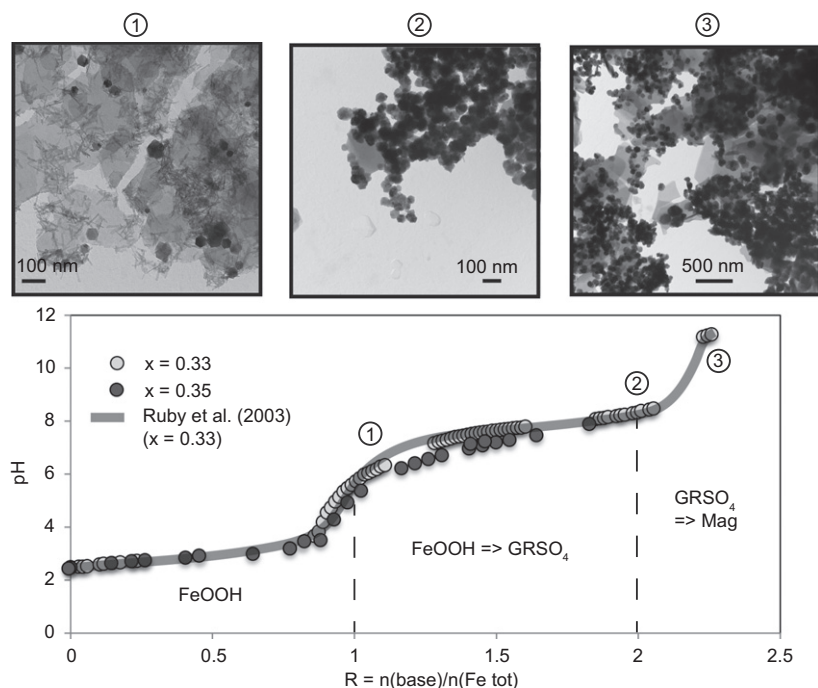 ① ② ③
100 nm
100 nm
500 nm
12
10
8
6
4
2
0
pH
x = 0.33
x = 0.35
Ruby et al. (2003)
(x = 0.33)
①
②
③
FeOOH
FeOOH => GRSO₄
GRSO₄
=> Mag
0 0.5 1 1.5 2 2.5
R = n(base)/n(Fe tot)